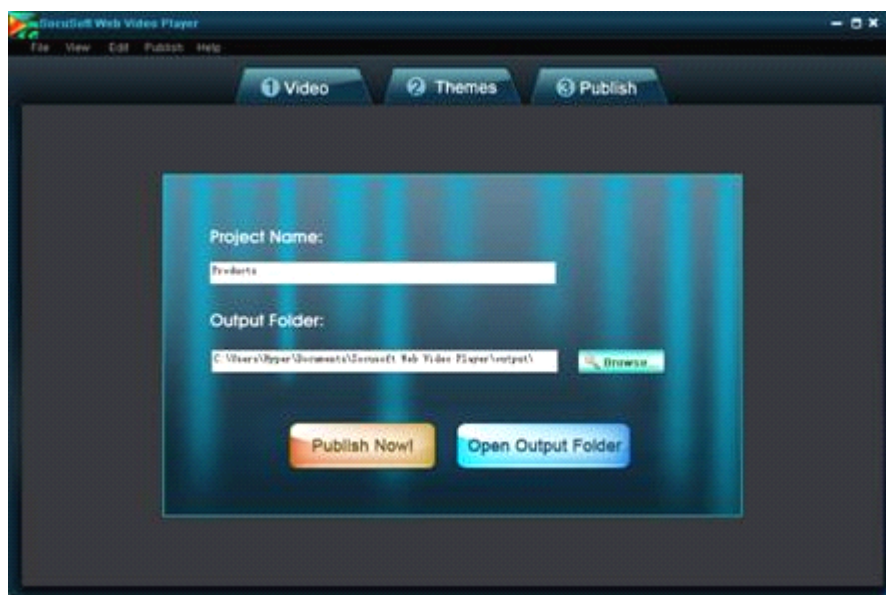 DocuSoft Web Video Player
File View Edit Publish Help
1 Video 2 Themes 3 Publish
Project Name:
Products
Output Folder:
C:\Users\Hyper\Documents\Docusoft Web Video Player\output\
Browse...
Publish Now! Open Output Folder